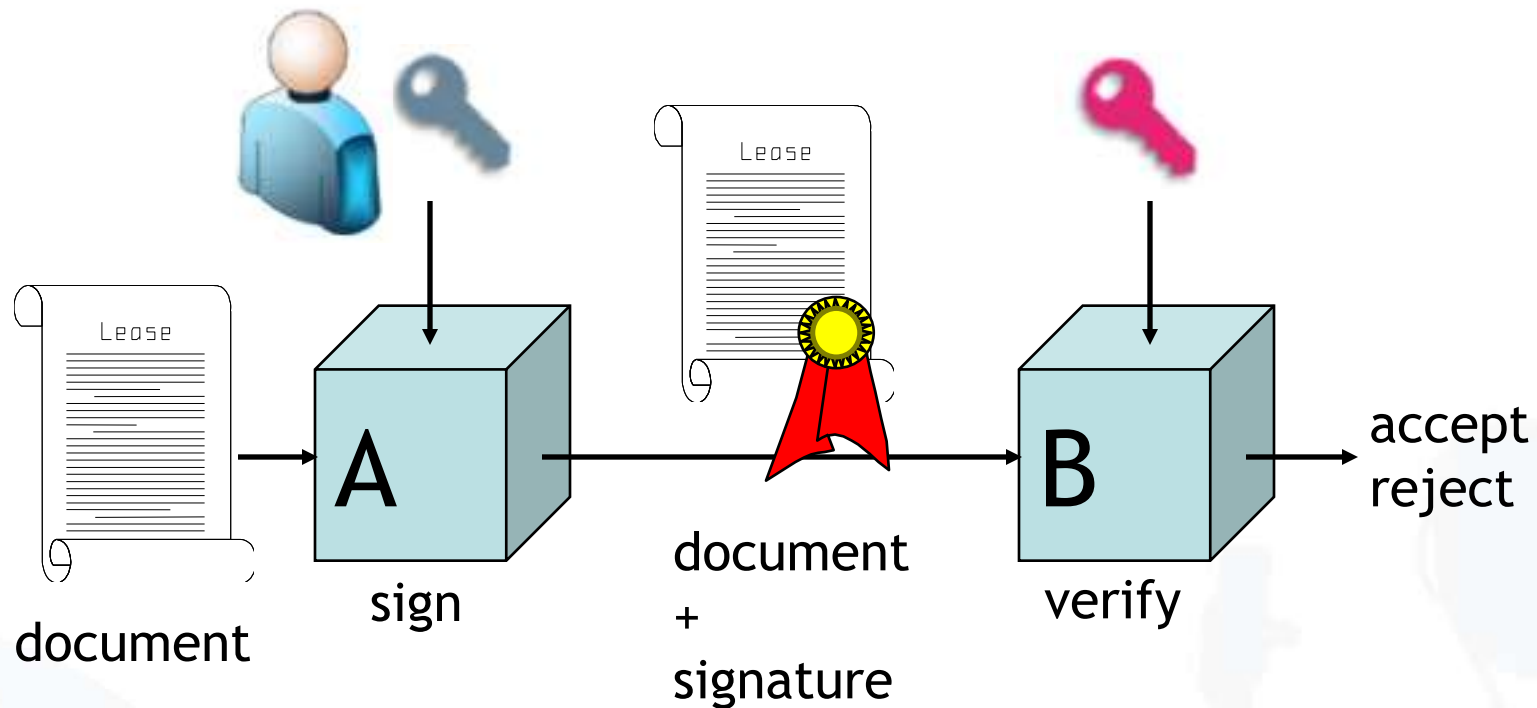 Lease
Lease
A
B
accept
reject
document
sign
document
+
signature
verify